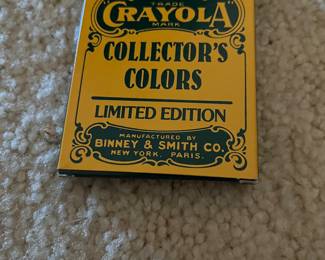 TRADE
CRAYOLA
MARK
COLLECTOR'S
COLORS
LIMITED EDITION
MANUFACTURED BY
BINNEY & SMITH CO.
NEW YORK. PARIS.